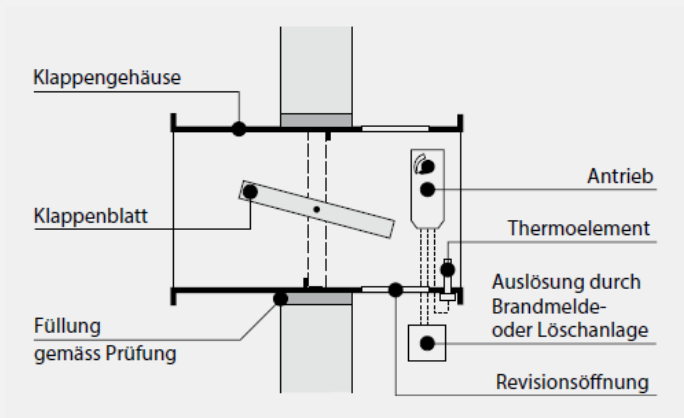 Klappengehäuse
Klappenblatt
Füllung
gemäss Prüfung
Antrieb
Thermoelement
Auslösung durch
Brandmelde-
oder Löschanlage
Revisionsöffnung